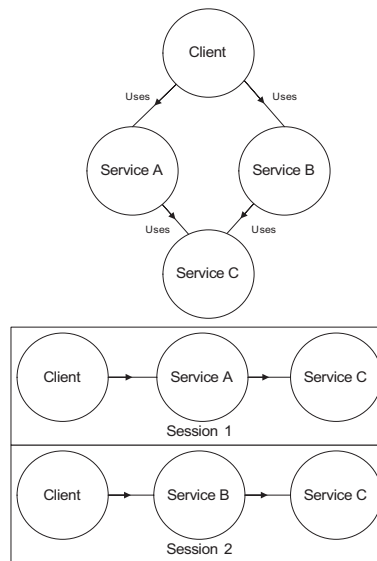 Client
Uses Uses
Service A Service B
Uses Uses
Service C
Client Service A Service C
Session 1
Client Service B Service C
Session 2